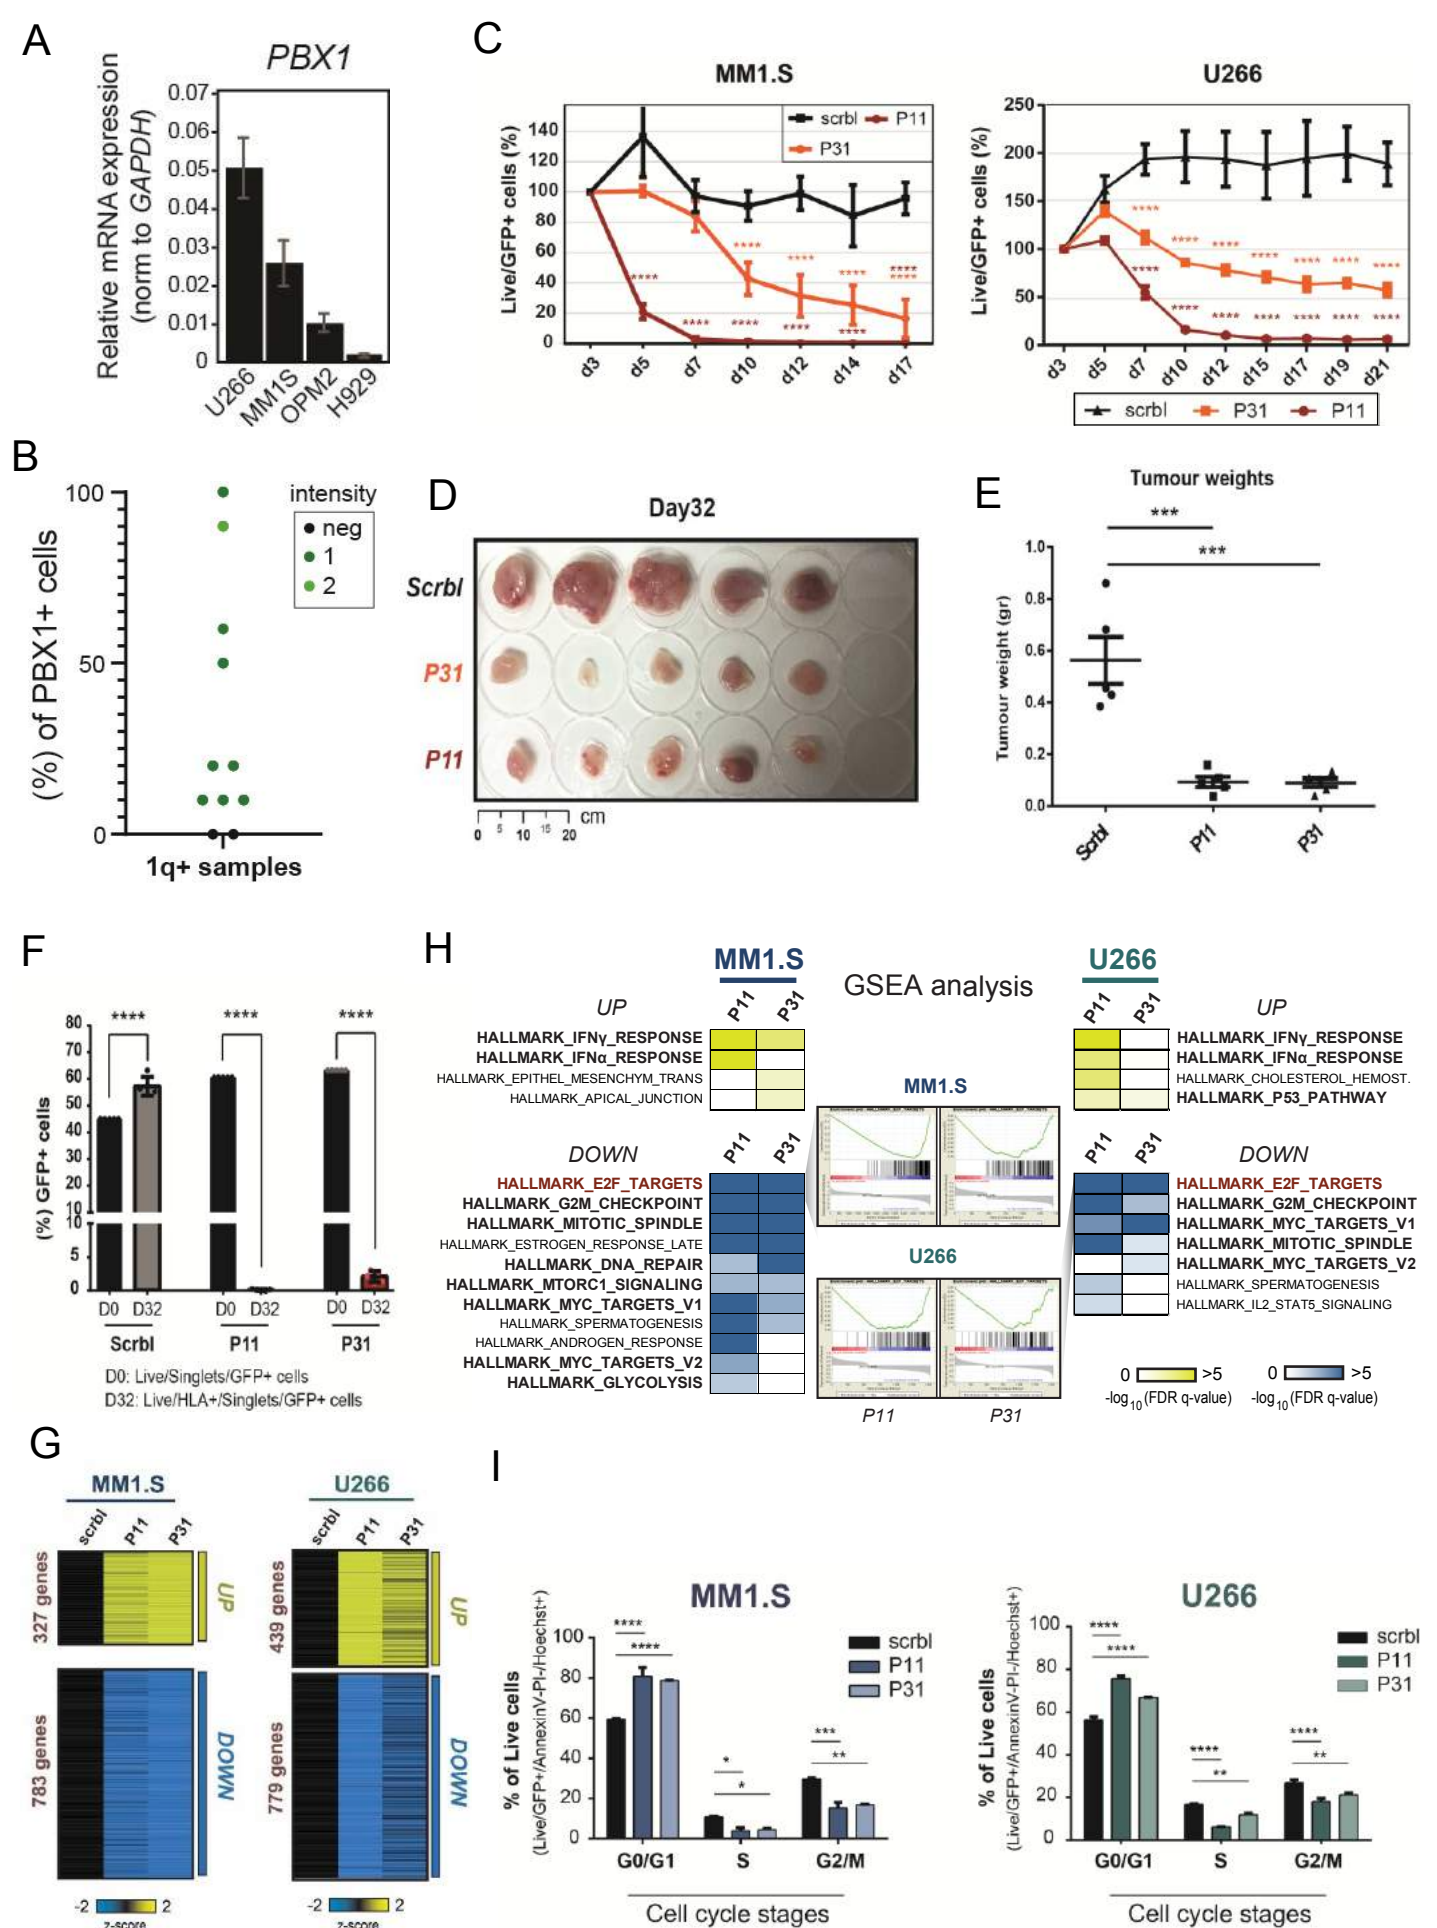 A
PBX1
Relative mRNA expression
(norm to GAPDH)
0.07
0.06
0.05
0.04
0.03
0.02
0.01
0
U266
MM1S
OPM2
H929
B
(%) of PBX1+ cells
100
50
0
1q+ samples
intensity
neg
1
2
C
MM1.S
Live/GFP+ cells (%)
140
120
100
80
60
40
20
0
scrbl
P11
P31
****
****
****
****
****
****
****
****
****
****
d3
d5
d7
d10
d12
d14
d17
U266
Live/GFP+ cells (%)
250
200
150
100
50
0
****
****
****
****
****
****
****
****
****
****
****
****
****
****
d3
d5
d7
d10
d12
d15
d17
d19
d21
scrbl
P31
P11
D
Day32
Scrbl
P31
P11
0
5
10
15
20
cm
E
Tumour weights
***
***
Tumour weight (gr)
1.0
0.8
0.6
0.4
0.2
0.0
Scrbl
P11
P31
F
(%) GFP+ cells
80
70
60
50
40
30
20
10
10
5
0
****
****
****
D0
D32
D0
D32
D0
D32
Scrbl
P11
P31
D0: Live/Singlets/GFP+ cells
D32: Live/HLA+/Singlets/GFP+ cells
G
MM1.S
scrbl
P11
P31
327 genes
UP
783 genes
DOWN
-2
2
z-score
U266
scrbl
P11
P31
439 genes
UP
779 genes
DOWN
-2
2
z-score
H
MM1.S
GSEA analysis
U266
UP
P11
P31
HALLMARK_IFNγ_RESPONSE
HALLMARK_IFNα_RESPONSE
HALLMARK_EPITHEL_MESENCHYM_TRANS
HALLMARK_APICAL_JUNCTION
DOWN
P11
P31
HALLMARK_E2F_TARGETS
HALLMARK_G2M_CHECKPOINT
HALLMARK_MITOTIC_SPINDLE
HALLMARK_ESTROGEN_RESPONSE_LATE
HALLMARK_DNA_REPAIR
HALLMARK_MTORC1_SIGNALING
HALLMARK_MYC_TARGETS_V1
HALLMARK_SPERMATOGENESIS
HALLMARK_ANDROGEN_RESPONSE
HALLMARK_MYC_TARGETS_V2
HALLMARK_GLYCOLYSIS
MM1.S
U266
P11
P31
P11
P31
UP
HALLMARK_IFNγ_RESPONSE
HALLMARK_IFNα_RESPONSE
HALLMARK_CHOLESTEROL_HEMOST.
HALLMARK_P53_PATHWAY
P11
P31
DOWN
HALLMARK_E2F_TARGETS
HALLMARK_G2M_CHECKPOINT
HALLMARK_MYC_TARGETS_V1
HALLMARK_MITOTIC_SPINDLE
HALLMARK_MYC_TARGETS_V2
HALLMARK_SPERMATOGENESIS
HALLMARK_IL2_STAT5_SIGNALING
0
>5
-log10(FDR q-value)
0
>5
-log10(FDR q-value)
I
MM1.S
% of Live cells
(Live/GFP+/AnnexinV-PI-/Hoechst+)
100
80
60
40
20
0
****
****
*
*
***
**
scrbl
P11
P31
G0/G1
S
G2/M
Cell cycle stages
U266
% of Live cells
(Live/GFP+/AnnexinV-PI-/Hoechst+)
100
80
60
40
20
0
****
****
****
**
****
**
scrbl
P11
P31
G0/G1
S
G2/M
Cell cycle stages